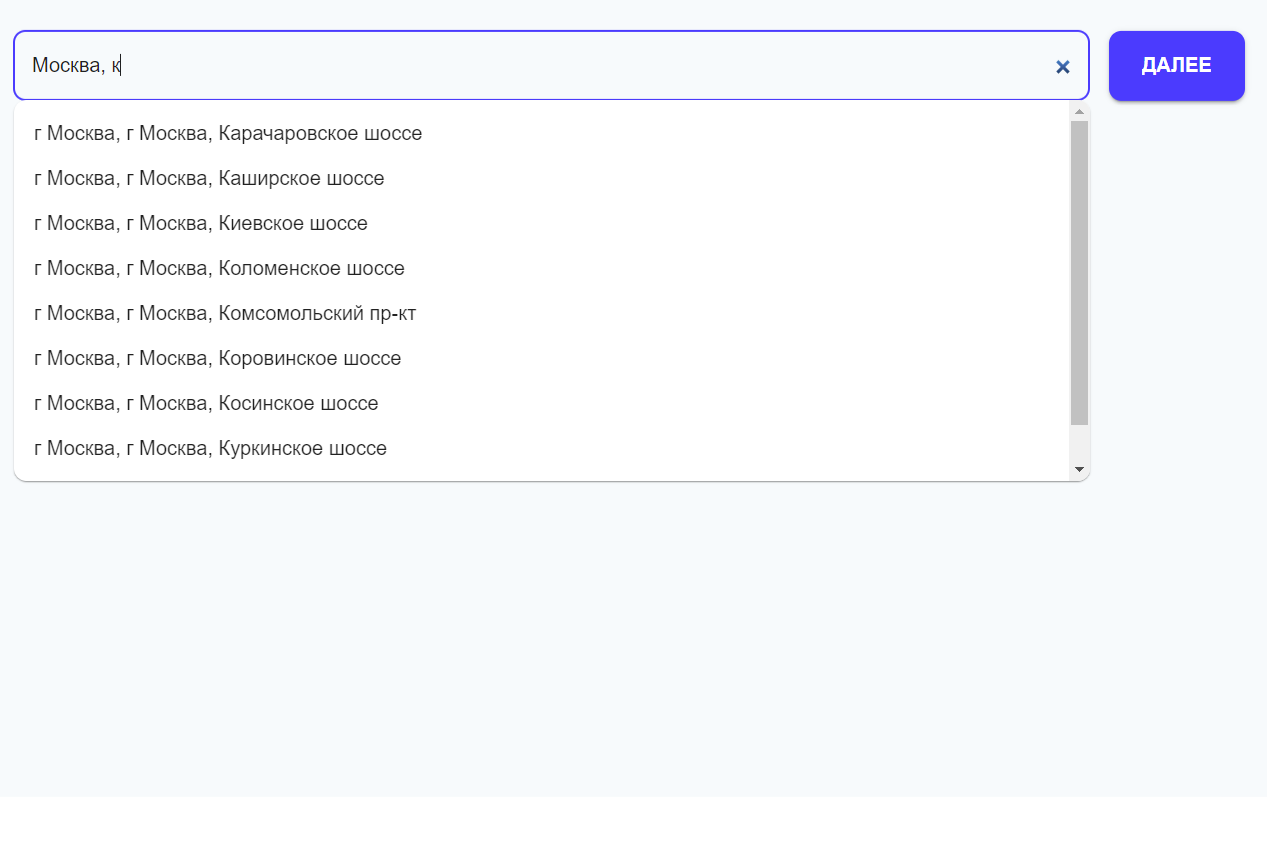 Москва, к
ДАЛЕЕ
г Москва, г Москва, Карачаровское шоссе
г Москва, г Москва, Каширское шоссе
г Москва, г Москва, Киевское шоссе
г Москва, г Москва, Коломенское шоссе
г Москва, г Москва, Комсомольский пр-кт
г Москва, г Москва, Коровинское шоссе
г Москва, г Москва, Косинское шоссе
г Москва, г Москва, Куркинское шоссе